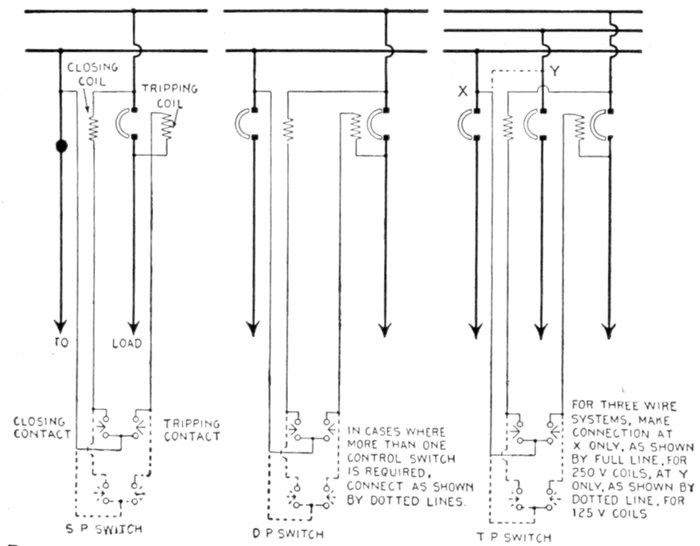 CLOSING
COIL
TRIPPING
COIL
X
Y
TO
LOAD
CLOSING
CONTACT
TRIPPING
CONTACT
IN CASES WHERE
MORE THAN ONE
CONTROL SWITCH
IS REQUIRED,
CONNECT AS SHOWN
BY DOTTED LINES.
FOR THREE WIRE
SYSTEMS, MAKE
CONNECTION AT
X ONLY, AS SHOWN
BY FULL LINE, FOR
250 V COILS, AT Y
ONLY, AS SHOWN BY
DOTTED LINE, FOR
125 V COILS
S P SWITCH
D P SWITCH
T P SWITCH